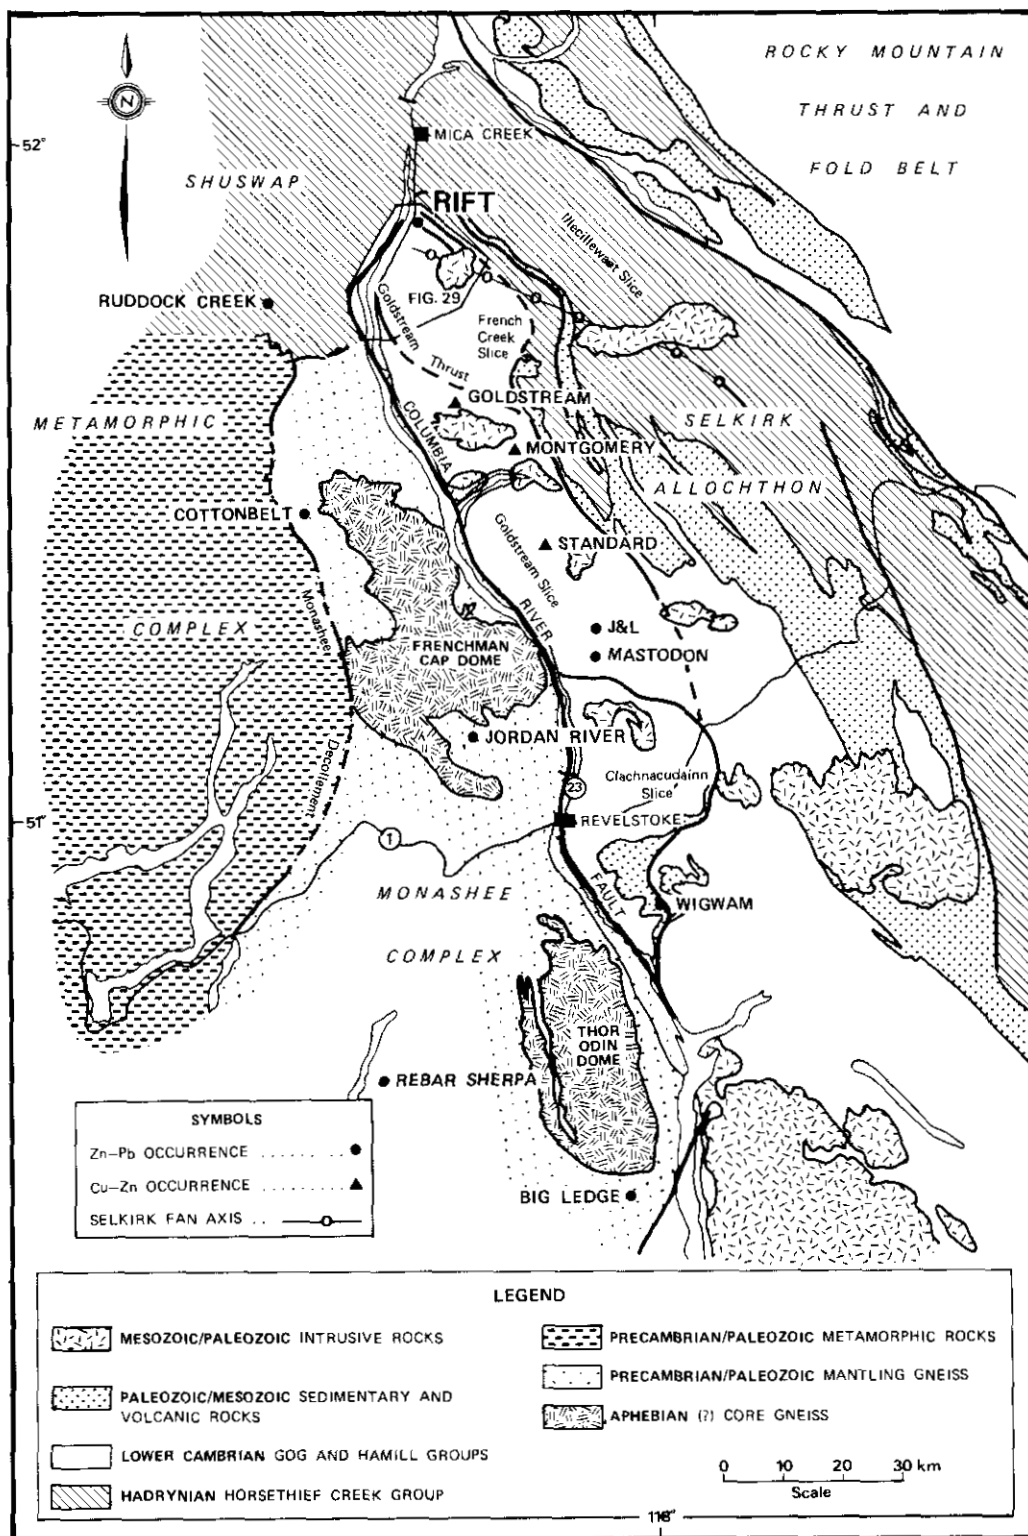 ROCKY MOUNTAIN
THRUST AND
FOLD BELT
N
52°
MICA CREEK
SHUSWAP
RIFT
Illecillewaet Slice
RUDDOCK CREEK
FIG. 29
Goldstream
Thrust
French
Creek
Slice
METAMORPHIC
GOLDSTREAM
COLUMBIA
SELKIRK
MONTGOMERY
ALLOCHTHON
COTTONBELT
Goldstream Slice
STANDARD
Monashee
COMPLEX
RIVER
J&L
FRENCHMAN
CAP DOME
MASTODON
JORDAN RIVER
Decollement
Clachnacudainn
Slice
23
51°
REVELSTOKE
1
MONASHEE
FAULT
WIGWAM
COMPLEX
THOR
ODIN
DOME
REBAR SHERPA
SYMBOLS
Zn-Pb OCCURRENCE
Cu-Zn OCCURRENCE
SELKIRK FAN AXIS
BIG LEDGE
LEGEND
MESOZOIC/PALEOZOIC INTRUSIVE ROCKS
PALEOZOIC/MESOZOIC SEDIMENTARY AND
VOLCANIC ROCKS
LOWER CAMBRIAN GOG AND HAMILL GROUPS
HADRYNIAN HORSETHIEF CREEK GROUP
PRECAMBRIAN/PALEOZOIC METAMORPHIC ROCKS
PRECAMBRIAN/PALEOZOIC MANTLING GNEISS
APHEBIAN (?) CORE GNEISS
0 10 20 30 km
Scale
118°